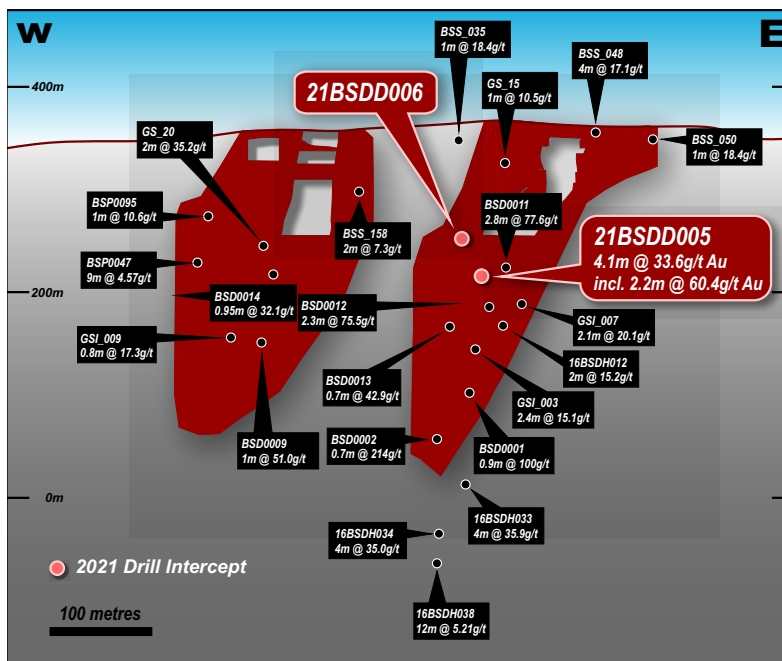 W
E
BSS_035
1m @ 18.4g/t
BSS_048
4m @ 17.1g/t
400m
21BSDD006
GS_15
1m @ 10.5g/t
GS_20
2m @ 35.2g/t
BSS_050
1m @ 18.4g/t
BSP0095
1m @ 10.6g/t
BSD0011
2.8m @ 77.6g/t
BSS_158
2m @ 7.3g/t
21BSDD005
4.1m @ 33.6g/t Au
incl. 2.2m @ 60.4g/t Au
BSP0047
9m @ 4.57g/t
200m
BSD0014
0.95m @ 32.1g/t
BSD0012
2.3m @ 75.5g/t
GSI_007
2.1m @ 20.1g/t
GSI_009
0.8m @ 17.3g/t
16BSDH012
2m @ 15.2g/t
BSD0013
0.7m @ 42.9g/t
GSI_003
2.4m @ 15.1g/t
BSD0009
1m @ 51.0g/t
BSD0002
0.7m @ 214g/t
BSD0001
0.9m @ 100g/t
0m
16BSDH033
4m @ 35.9g/t
16BSDH034
4m @ 35.0g/t
2021 Drill Intercept
100 metres
16BSDH038
12m @ 5.21g/t